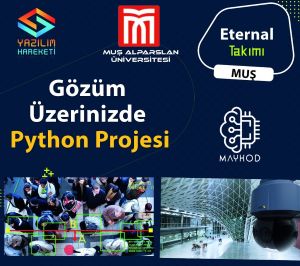 YAZILIM
HAREKETİ
MUŞ ALPARSLAN
ÜNİVERSİTESİ
Eternal
Takımı
MUŞ
Gözüm
Üzerinizde
Python Projesi
MAYHOD